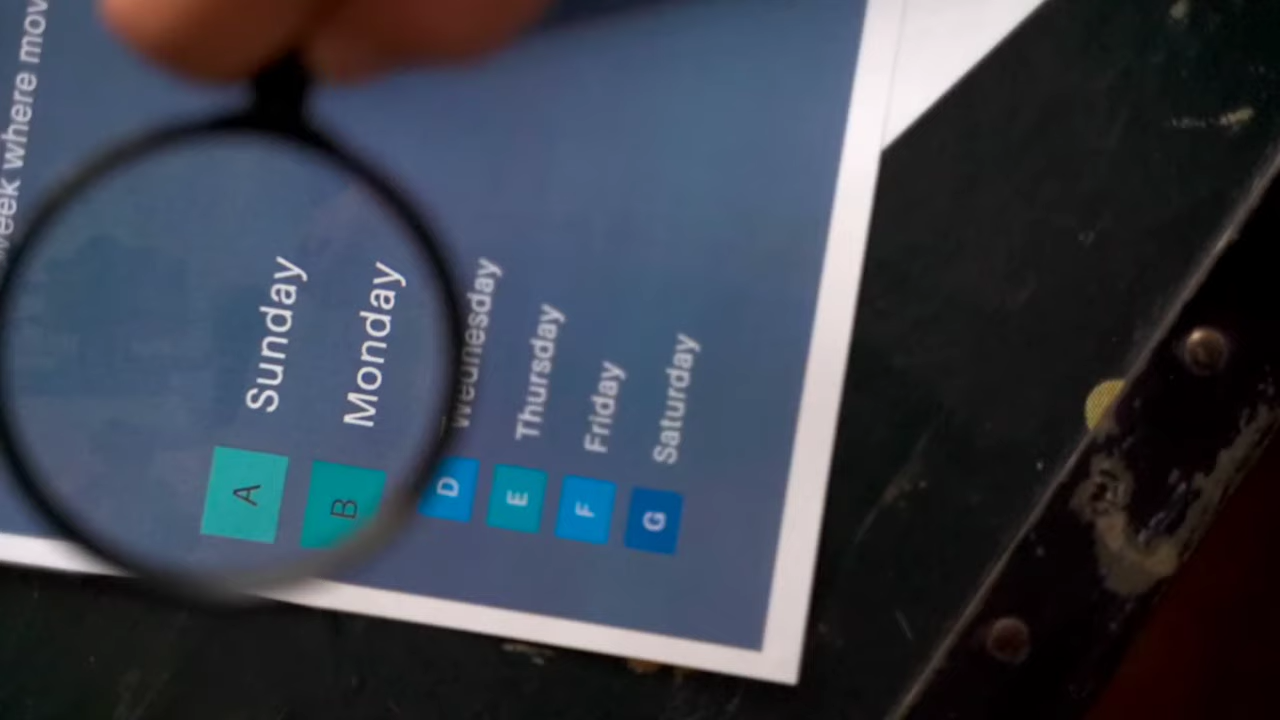 week where mov
A Sunday
B Monday
D Wednesday
E Thursday
F Friday
G Saturday